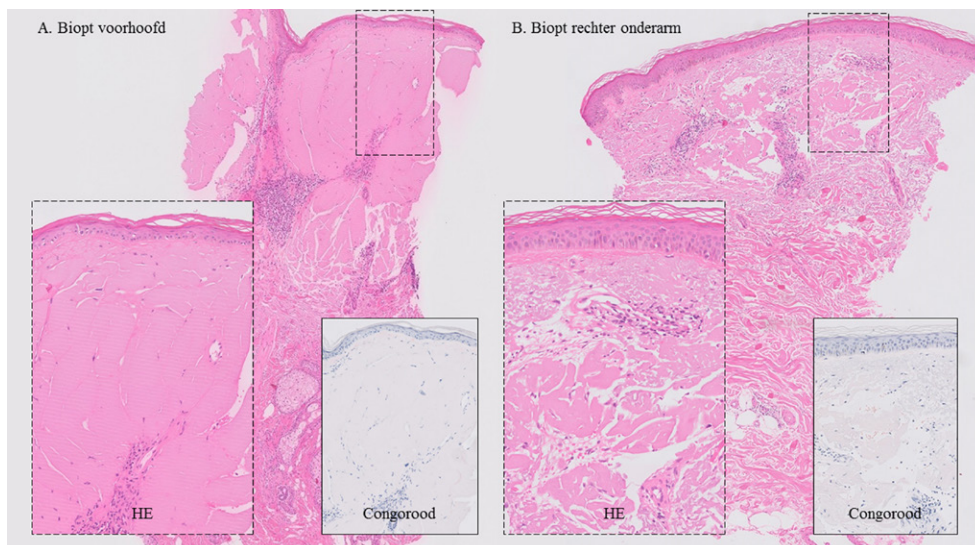 A. Biopt voorhoofd
B. Biopt rechter onderarm
HE
Congorood
HE
Congorood